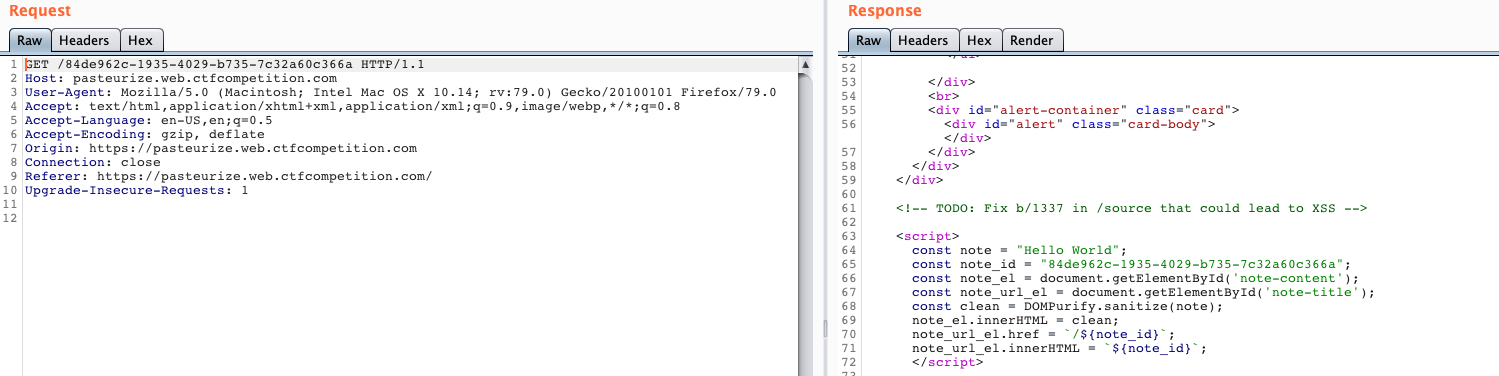 Request
Raw Headers Hex
1 GET /84de962c-1935-4029-b735-7c32a60c366a HTTP/1.1
2 Host: pasteurize.web.ctfcompetition.com
3 User-Agent: Mozilla/5.0 (Macintosh; Intel Mac OS X 10.14; rv:79.0) Gecko/20100101 Firefox/79.0
4 Accept: text/html,application/xhtml+xml,application/xml;q=0.9,image/webp,*/*;q=0.8
5 Accept-Language: en-US,en;q=0.5
6 Accept-Encoding: gzip, deflate
7 Origin: https://pasteurize.web.ctfcompetition.com
8 Connection: close
9 Referer: https://pasteurize.web.ctfcompetition.com/
10 Upgrade-Insecure-Requests: 1
11
12
Response
Raw Headers Hex Render
52
53 </div>
54 <br>
55 <div id="alert-container" class="card">
56 <div id="alert" class="card-body">
</div>
57 </div>
58 </div>
59 </div>
60
61 <!-- TODO: Fix b/1337 in /source that could lead to XSS -->
62
63 <script>
64 const note = "Hello World";
65 const note_id = "84de962c-1935-4029-b735-7c32a60c366a";
66 const note_el = document.getElementById('note-content');
67 const note_url_el = document.getElementById('note-title');
68 const clean = DOMPurify.sanitize(note);
69 note_el.innerHTML = clean;
70 note_url_el.href = `/${note_id}`;
71 note_url_el.innerHTML = `${note_id}`;
72 </script>